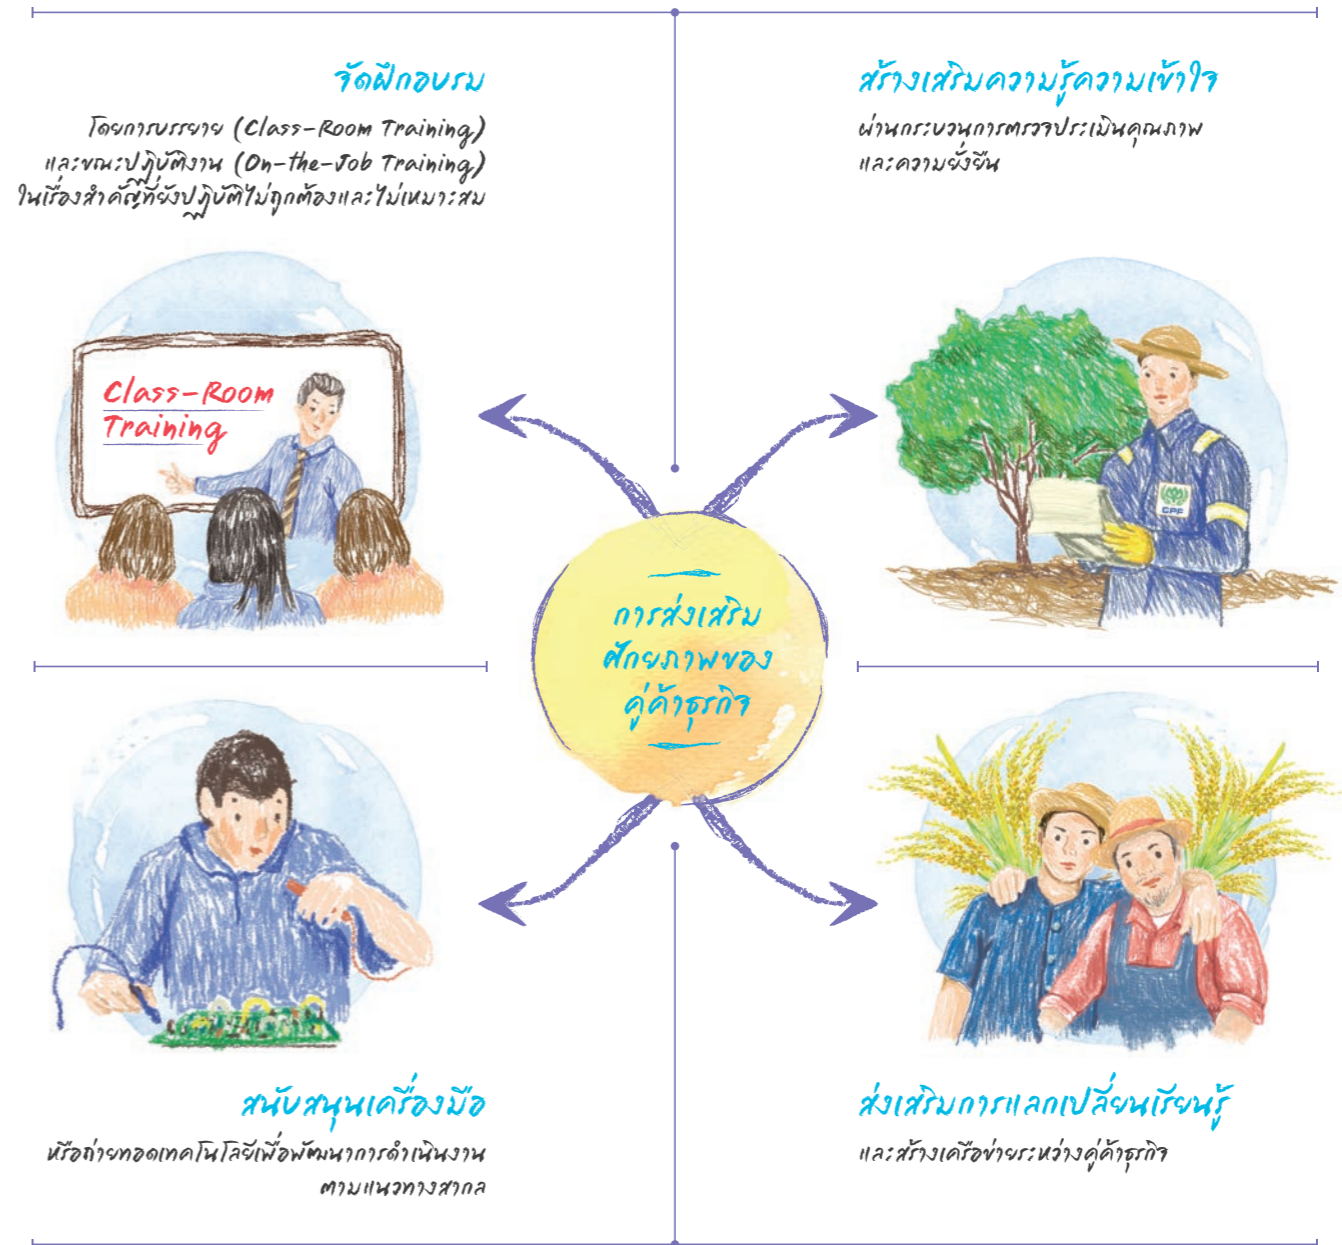 จัดฝึกอบรม
โดยการบรรยาย (Class-Room Training)
และขณะปฏิบัติงาน (On-the-Job Training)
ในเรื่องสำคัญที่ยังปฏิบัติไม่ถูกต้องและไม่เหมาะสม
Class-Room
Training
สร้างเสริมความรู้ความเข้าใจ
ผ่านกระบวนการตรวจประเมินคุณภาพ
และความยั่งยืน
CPF
การส่งเสริม
ศักยภาพของ
คู่ค้าธุรกิจ
สนับสนุนเครื่องมือ
หรือถ่ายทอดเทคโนโลยีเพื่อพัฒนาการดำเนินงาน
ตามแนวทางสากล
ส่งเสริมการแลกเปลี่ยนเรียนรู้
และสร้างเครือข่ายระหว่างคู่ค้าธุรกิจ